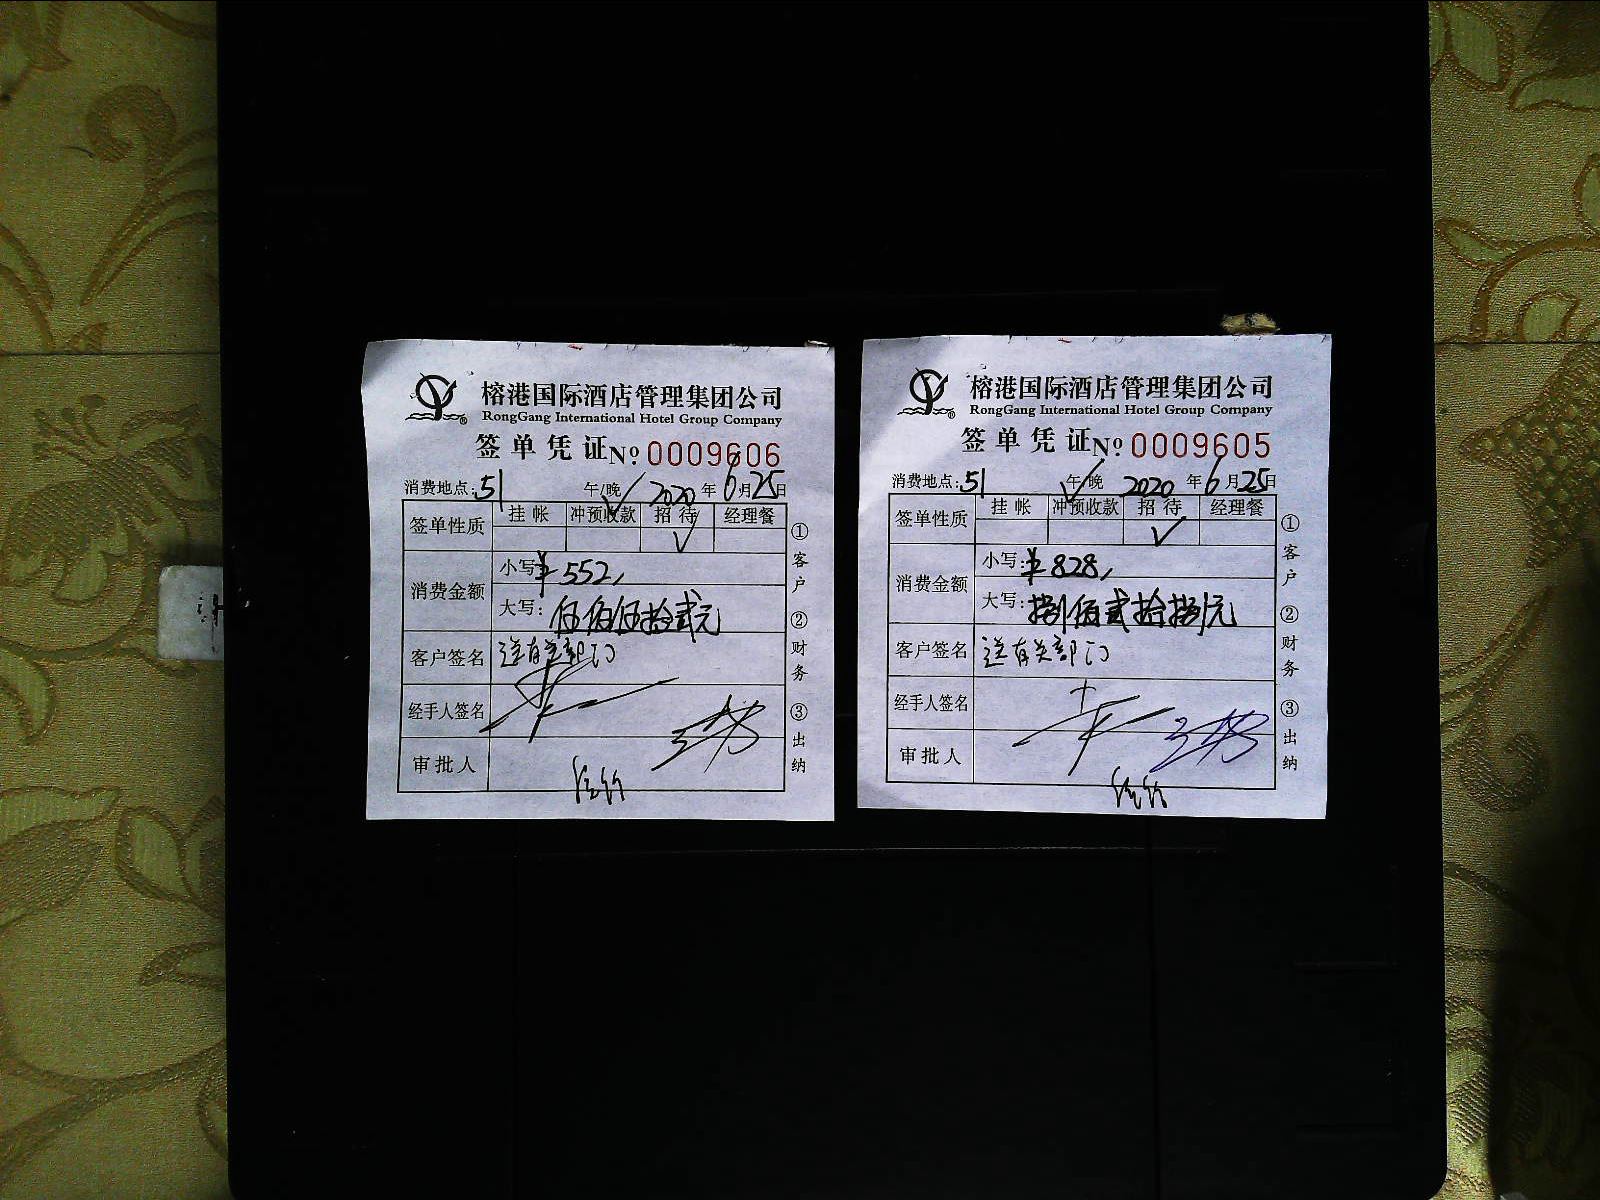 榕港国际酒店管理集团公司
RongGang International Hotel Group Company
签单凭证 No. 0009606
消费地点: 51 午/晚 2020 年 6 月 25 日
签单性质 挂帐 冲预收款 招待 经理餐
消费金额 小写: ¥552,
大写: 伍佰伍拾贰元
客户签名 送有关部门
经手人签名
审批人
①客户 ②财务 ③出纳
榕港国际酒店管理集团公司
RongGang International Hotel Group Company
签单凭证 No. 0009605
消费地点: 51 午/晚 2020 年 6 月 25 日
签单性质 挂帐 冲预收款 招待 经理餐
消费金额 小写: ¥828,
大写: 捌佰贰拾捌元
客户签名 送有关部门
经手人签名
审批人
①客户 ②财务 ③出纳